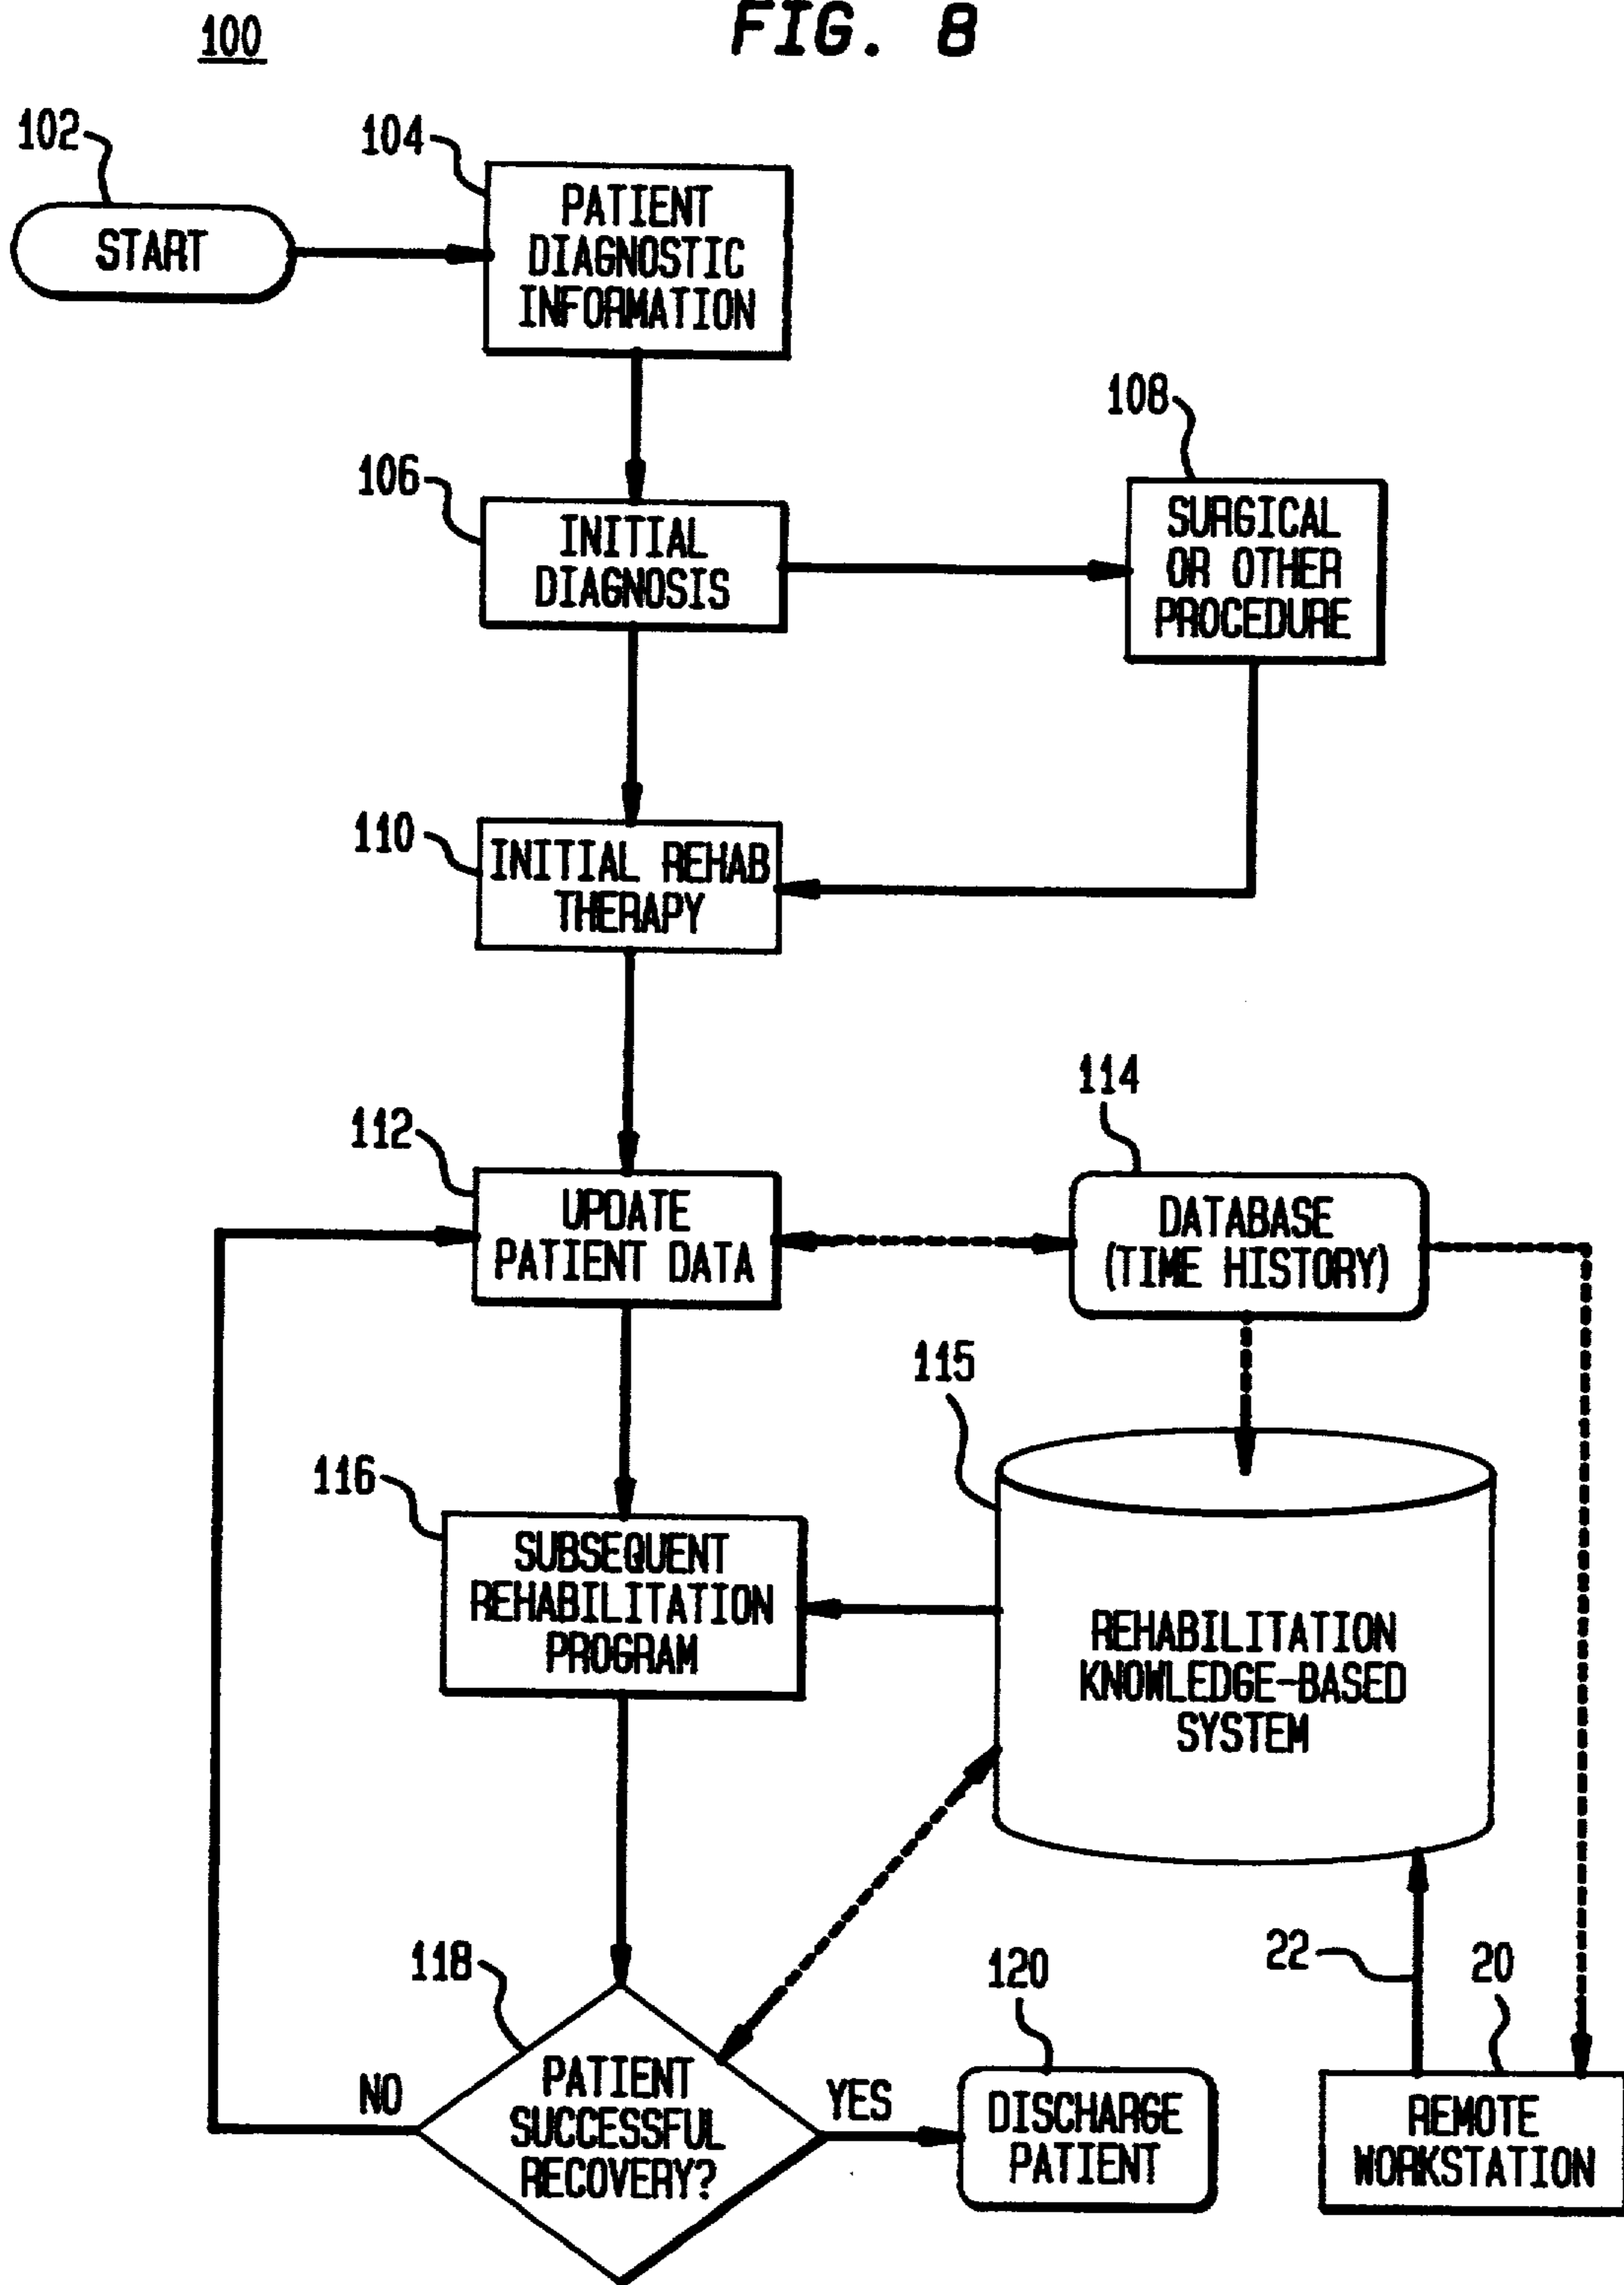 FIG. 8
100
102
START
104
PATIENT
DIAGNOSTIC
INFORMATION
106
INITIAL
DIAGNOSIS
108
SURGICAL
OR OTHER
PROCEDURE
110
INITIAL REHAB
THERAPY
112
UPDATE
PATIENT DATA
114
DATABASE
(TIME HISTORY)
115
REHABILITATION
KNOWLEDGE-BASED
SYSTEM
116
SUBSEQUENT
REHABILITATION
PROGRAM
118
PATIENT
SUCCESSFUL
RECOVERY?
NO
YES
120
DISCHARGE
PATIENT
22
20
REMOTE
WORKSTATION